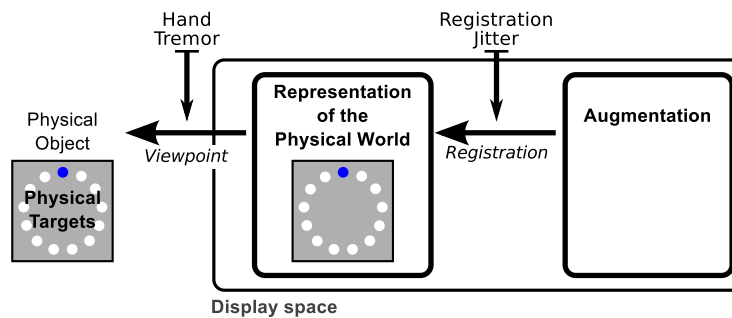 Hand
Tremor
Registration
Jitter
Physical
Object
Representation
of the
Physical World
Augmentation
Viewpoint
Registration
Physical
Targets
Display space